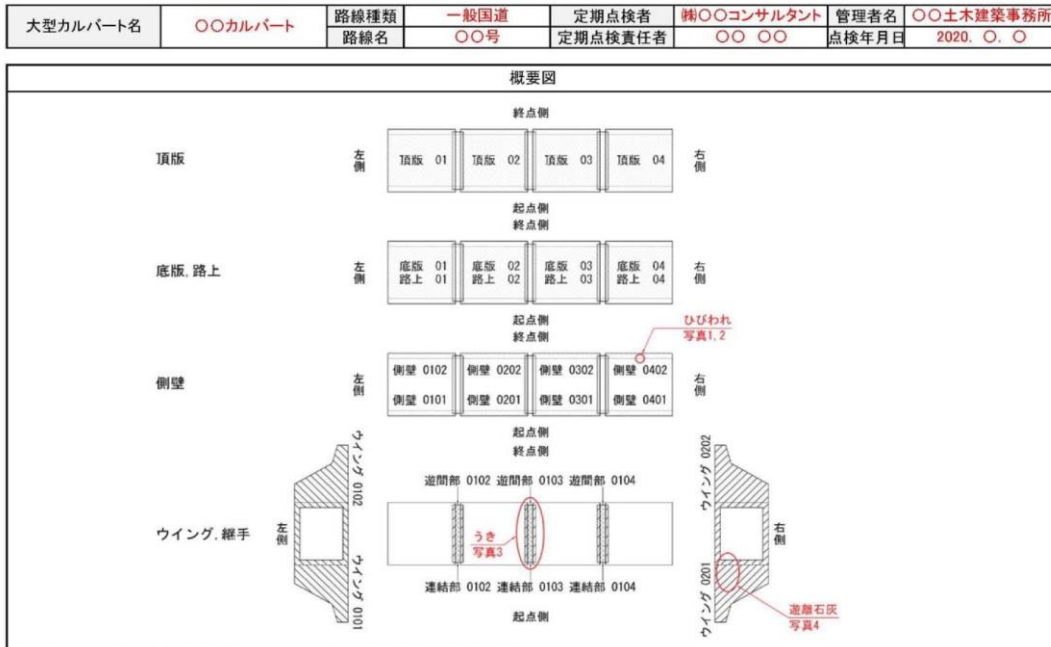 大型カルバート名 〇〇カルバート 路線種類 一般国道 定期点検者 ㈱〇〇コンサルタント 管理者名 〇〇土木建築事務所
路線名 〇〇号 定期点検責任者 〇〇 〇〇 点検年月日 2020. 〇. 〇
概要図
終点側
頂版
左側
頂版 01 頂版 02 頂版 03 頂版 04
右側
起点側
終点側
底版, 路上
左側
底版 01 底版 02 底版 03 底版 04
路上 01 路上 02 路上 03 路上 04
右側
起点側
終点側
ひびわれ
写真1, 2
側壁
左側
側壁 0102 側壁 0202 側壁 0302 側壁 0402
側壁 0101 側壁 0201 側壁 0301 側壁 0401
右側
起点側
終点側
ウイング, 継手
左側
ウイング 0102
ウイング 0101
遊間部 0102 遊間部 0103 遊間部 0104
うき
写真3
連結部 0102 連結部 0103 連結部 0104
起点側
ウイング 0202
ウイング 0201
右側
遊離石灰
写真4